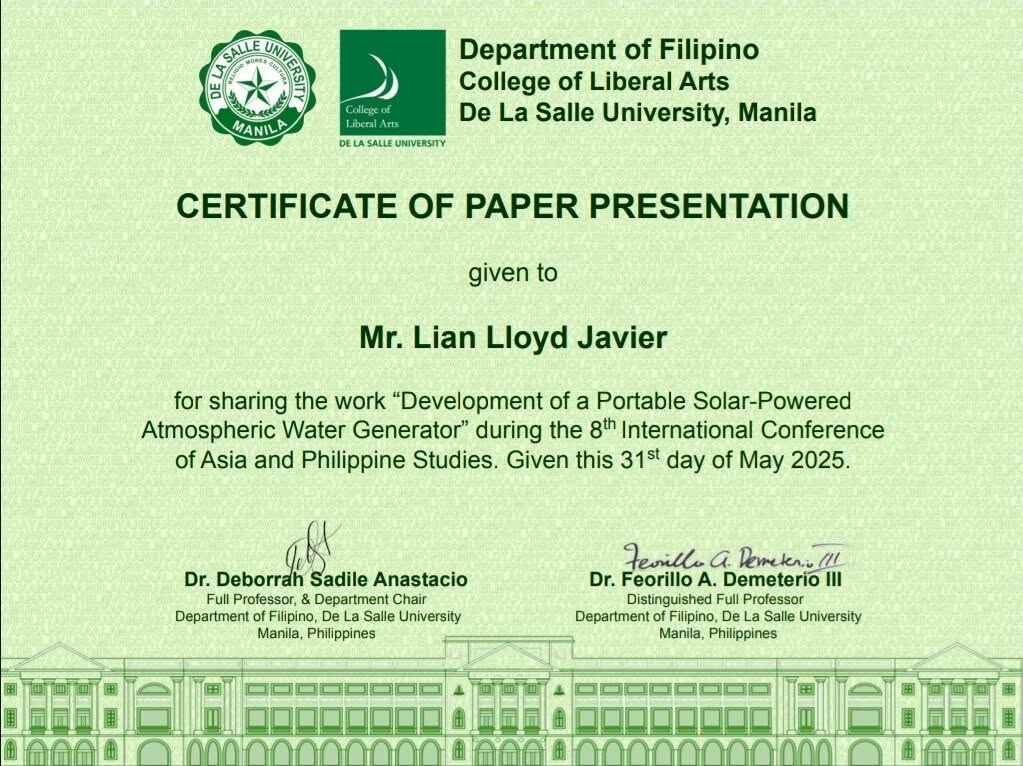 DE LA SALLE UNIVERSITY
RELIGIO MORES CULTURA
MANILA
College of
Liberal Arts
DE LA SALLE UNIVERSITY
Department of Filipino
College of Liberal Arts
De La Salle University, Manila
CERTIFICATE OF PAPER PRESENTATION
given to
Mr. Lian Lloyd Javier
for sharing the work “Development of a Portable Solar-Powered
Atmospheric Water Generator” during the 8th International Conference
of Asia and Philippine Studies. Given this 31st day of May 2025.
Feorillo A. Demeterio III
Dr. Deborrah Sadile Anastacio
Full Professor, & Department Chair
Department of Filipino, De La Salle University
Manila, Philippines
Dr. Feorillo A. Demeterio III
Distinguished Full Professor
Department of Filipino, De La Salle University
Manila, Philippines